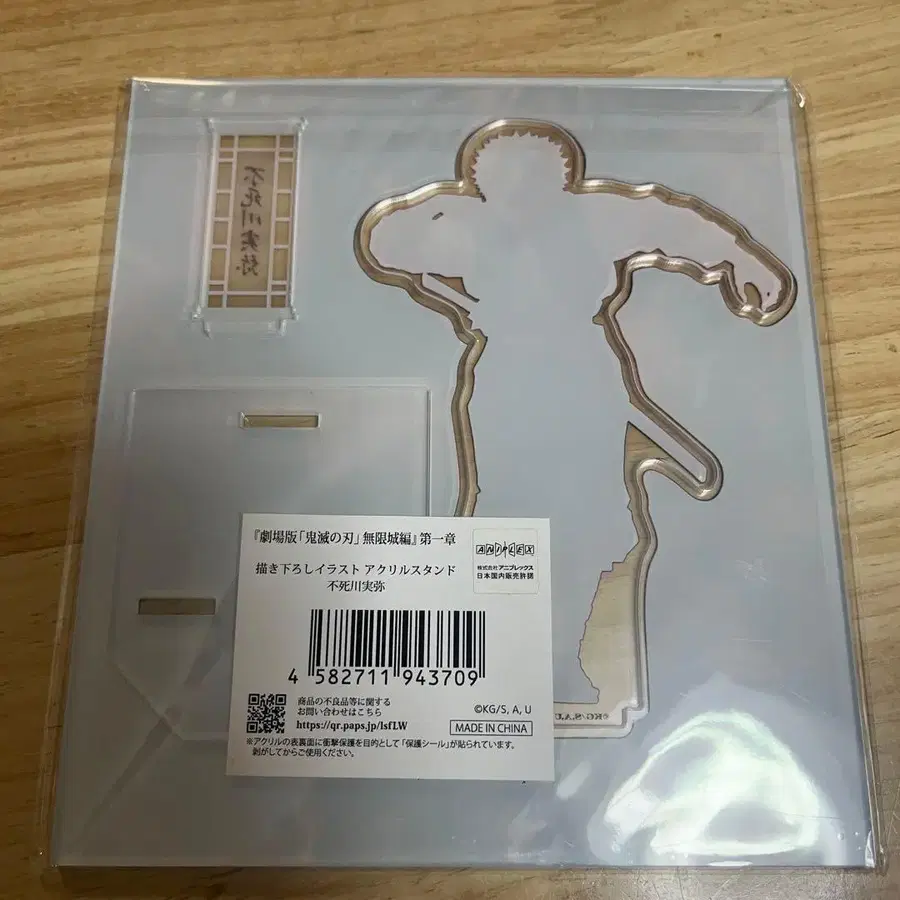 不死川実弥
『劇場版「鬼滅の刃」無限城編』第一章
描き下ろしイラスト アクリルスタンド
不死川実弥
ANIPLEX
株式会社アニプレックス
日本国内販売許諾
4 582711 943709
商品の不良品等に関する
お問い合わせはこちら
https://qr.paps.jp/1sfLW
©KG/S, A, U
MADE IN CHINA
※アクリルの表裏面に衝撃保護を目的として「保護シール」が貼られています。
剥がしてからご使用ください。
©KG/S,A,U